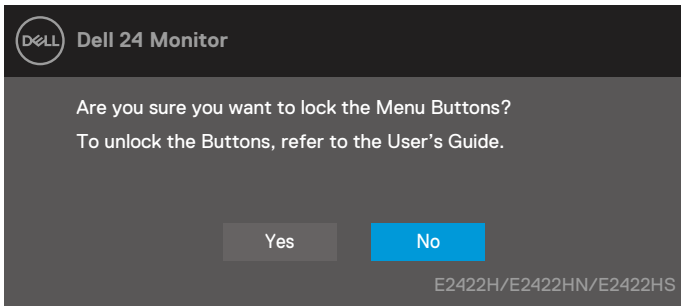 DELL Dell 24 Monitor
Are you sure you want to lock the Menu Buttons?
To unlock the Buttons, refer to the User’s Guide.
Yes No
E2422H/E2422HN/E2422HS